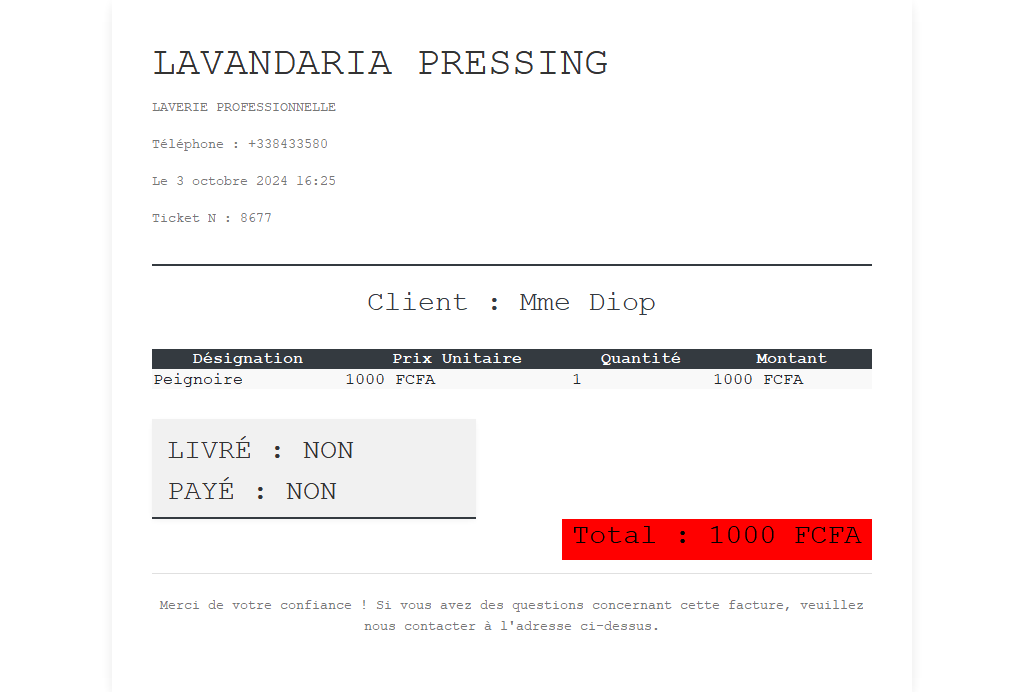 LAVANDARIA PRESSING
LAVERIE PROFESSIONNELLE
Téléphone : +338433580
Le 3 octobre 2024 16:25
Ticket N : 8677
Client : Mme Diop
Désignation Prix Unitaire Quantité Montant
Peignoire 1000 FCFA 1 1000 FCFA
LIVRÉ : NON
PAYÉ : NON
Total : 1000 FCFA
Merci de votre confiance ! Si vous avez des questions concernant cette facture, veuillez
nous contacter à l'adresse ci-dessus.